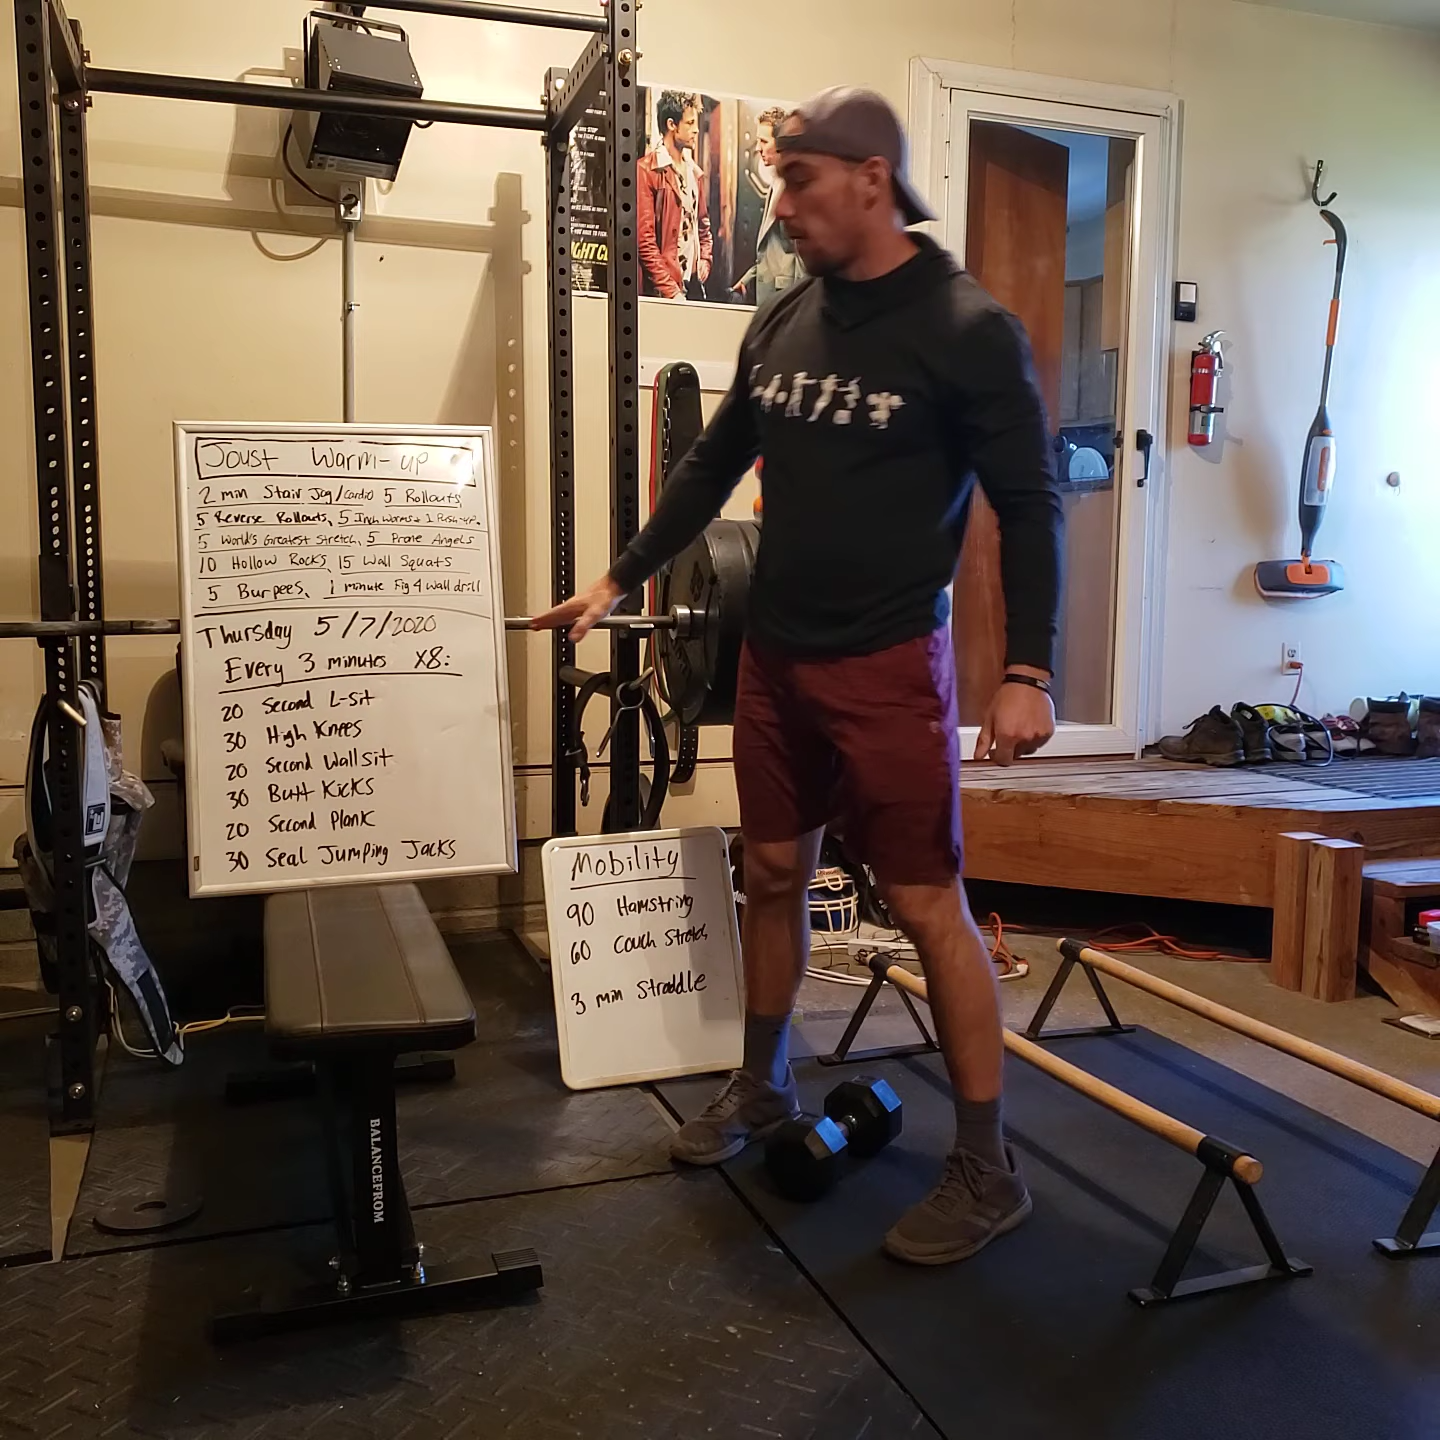 Joust Warm-up
2 min Stair Jog/cardio 5 Rollouts,
5 Reverse Rollouts, 5 Inch worms + 1 Push-up.
5 World's Greatest Stretch, 5 Prone Angels
10 Hollow Rocks, 15 Wall Squats
5 Burpees, 1 minute Fig 4 wall drill
Thursday 5/7/2020
Every 3 minutes X8:
20 Second L-sit
30 High Knees
20 Second Wall sit
30 Butt Kicks
20 Second Plank
30 Seal Jumping Jacks
Mobility
90 Hamstring
60 Couch Stretch,
3 min Straddle
BALANCEFROM
GHT C